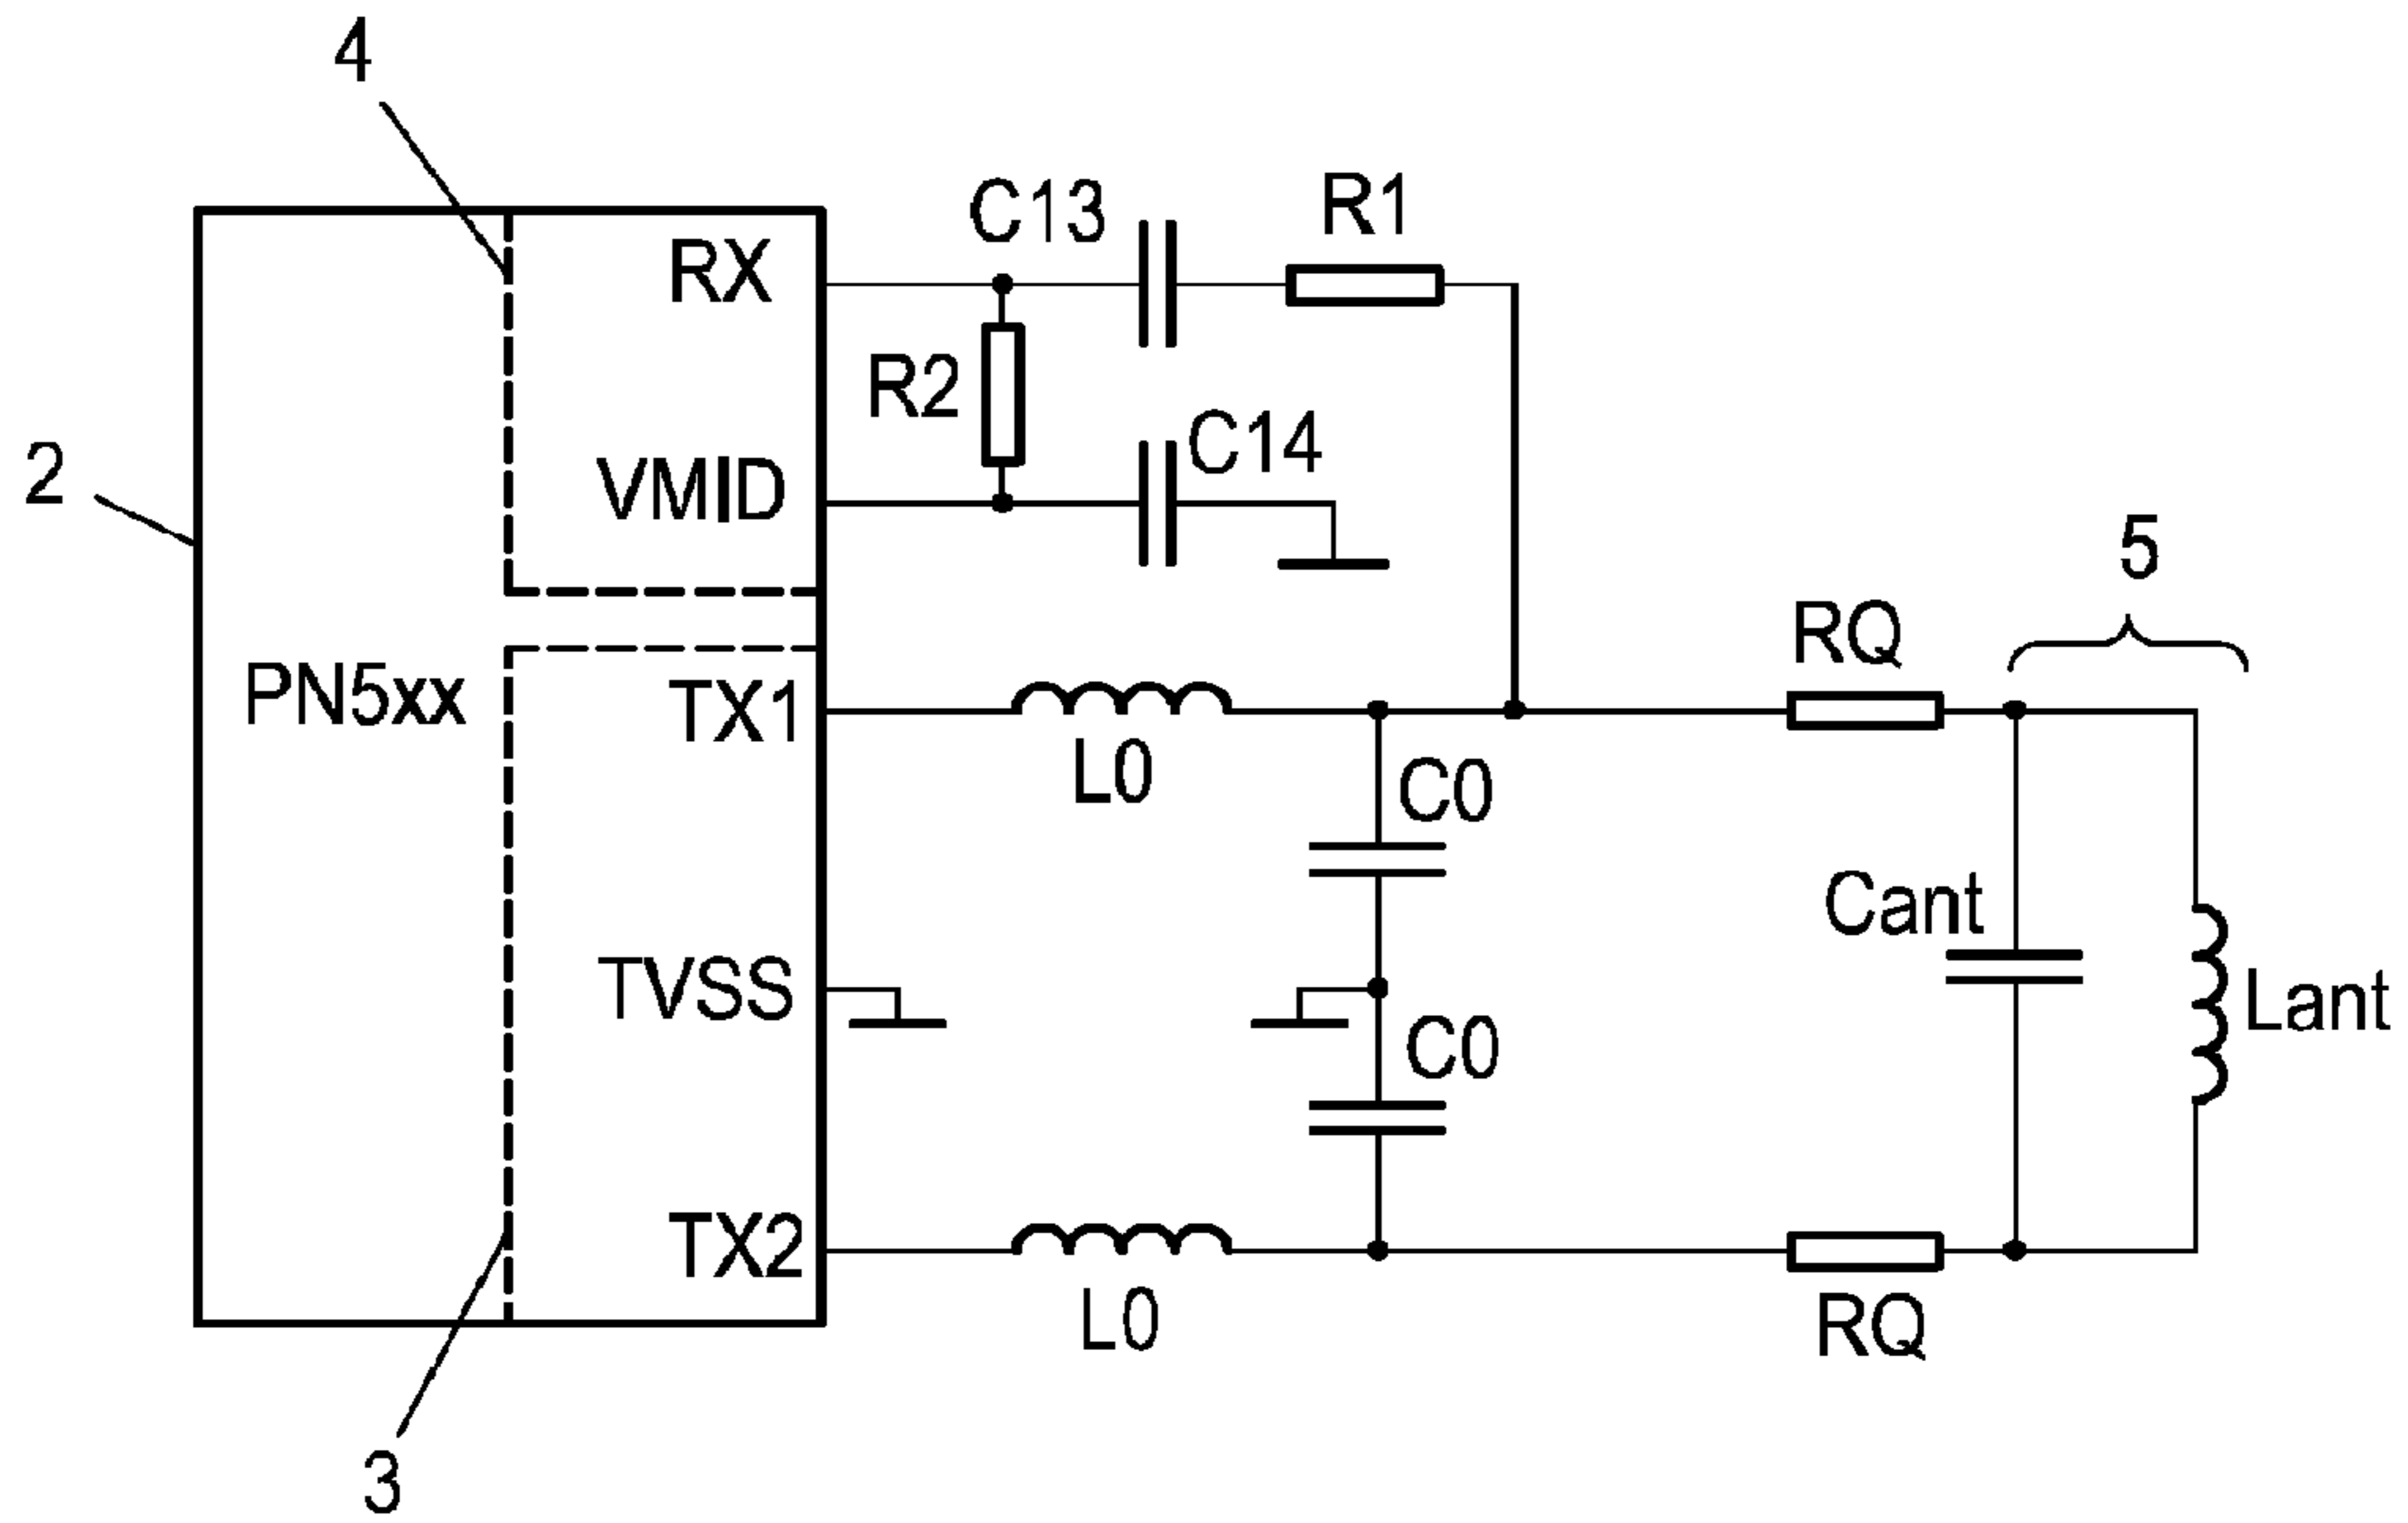 4
C13
R1
RX
R2
C14
VMID
2
5
RQ
PN5xx
TX1
L0
C0
Cant
TVSS
Lant
C0
TX2
L0
RQ
3